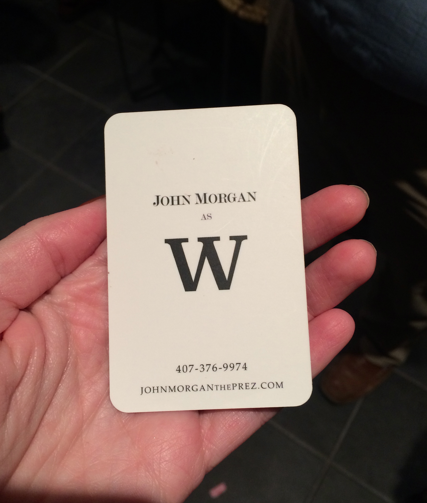 JOHN MORGAN
AS
W
407-376-9974
JOHNMORGANTHEPREZ.COM